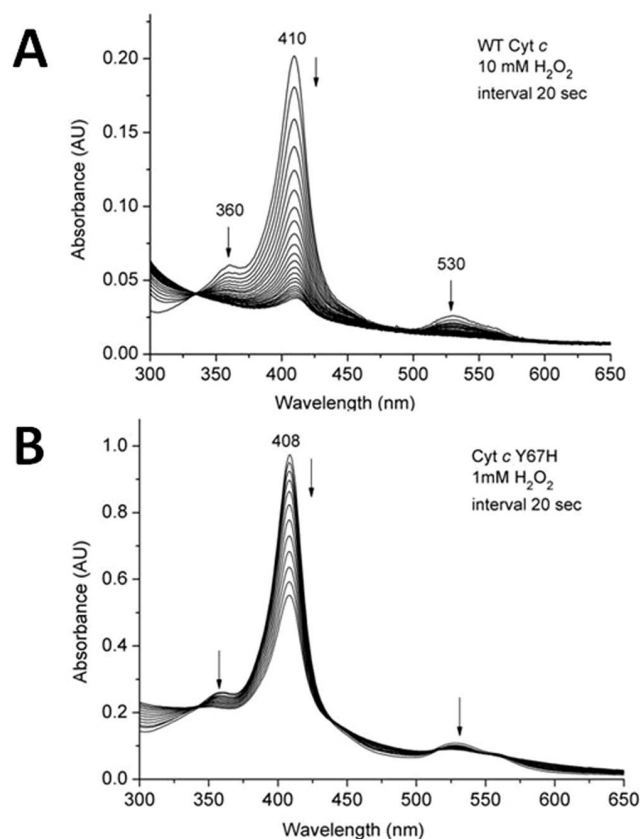 A
410
WT Cyt c
10 mM H₂O₂
interval 20 sec
360
530
Absorbance (AU)
0.20
0.15
0.10
0.05
0.00
300 350 400 450 500 550 600 650
Wavelength (nm)
B
408
Cyt c Y67H
1mM H₂O₂
interval 20 sec
Absorbance (AU)
1.0
0.8
0.6
0.4
0.2
0.0
300 350 400 450 500 550 600 650
Wavelength (nm)